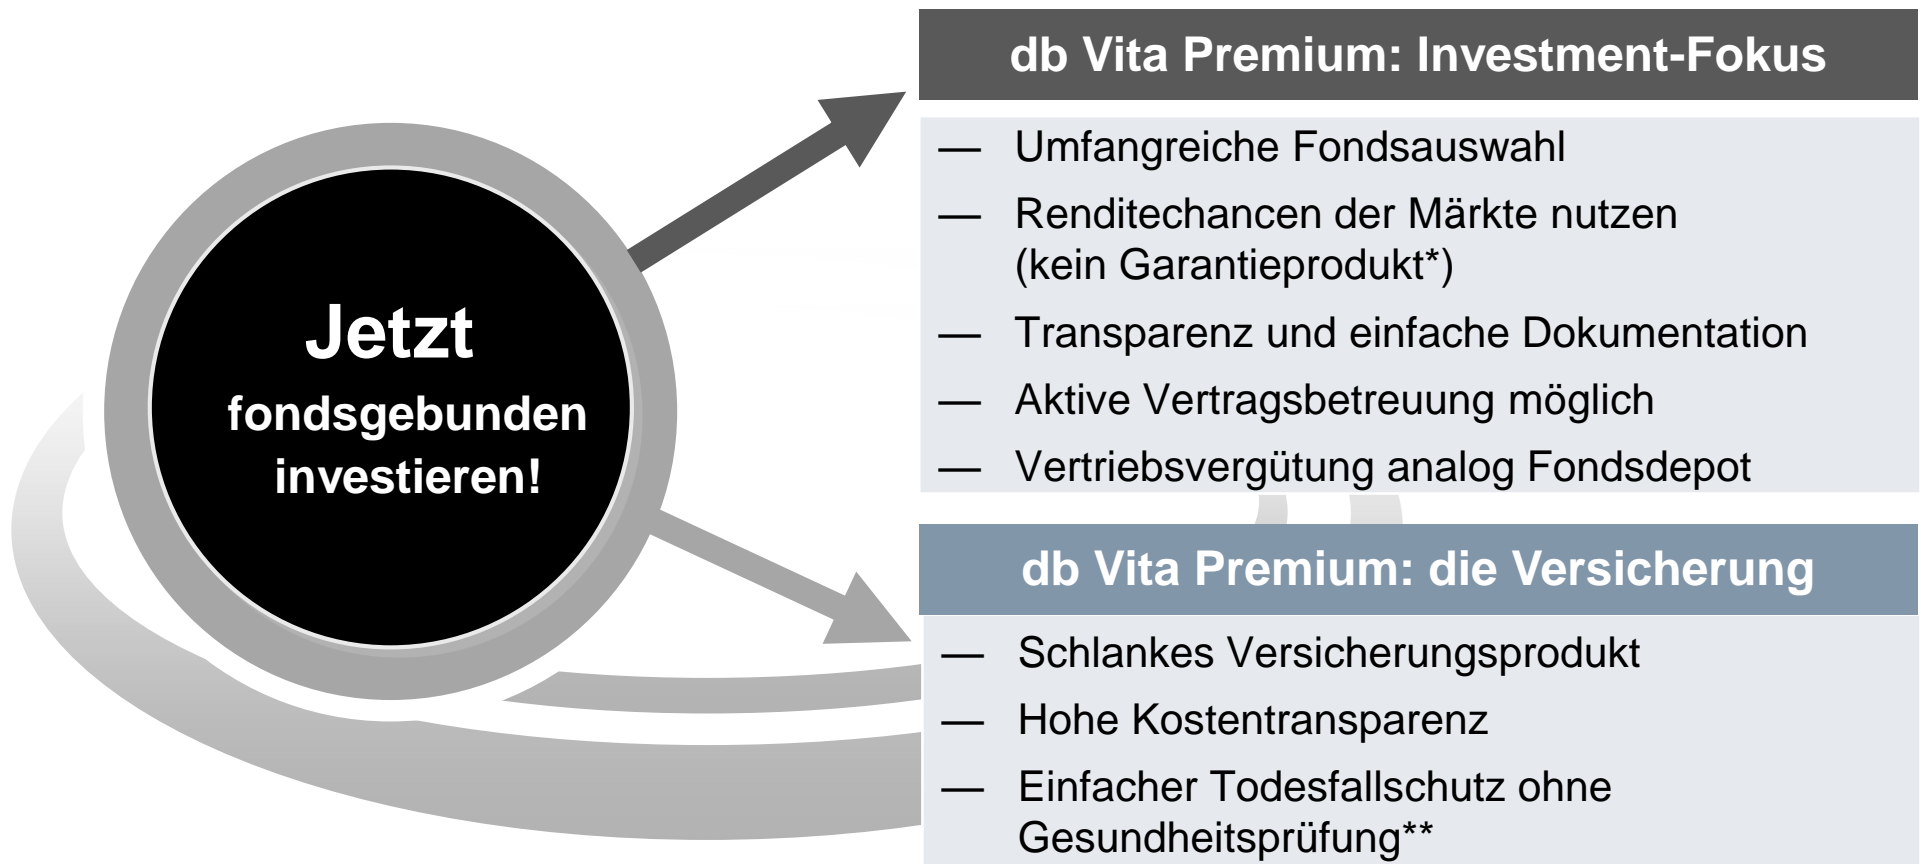 Jetzt
fondsgebunden
investieren!
db Vita Premium: Investment-Fokus
— Umfangreiche Fondsauswahl
— Renditechancen der Märkte nutzen
(kein Garantieprodukt*)
— Transparenz und einfache Dokumentation
— Aktive Vertragsbetreuung möglich
— Vertriebsvergütung analog Fondsdepot
db Vita Premium: die Versicherung
— Schlankes Versicherungsprodukt
— Hohe Kostentransparenz
— Einfacher Todesfallschutz ohne
Gesundheitsprüfung**